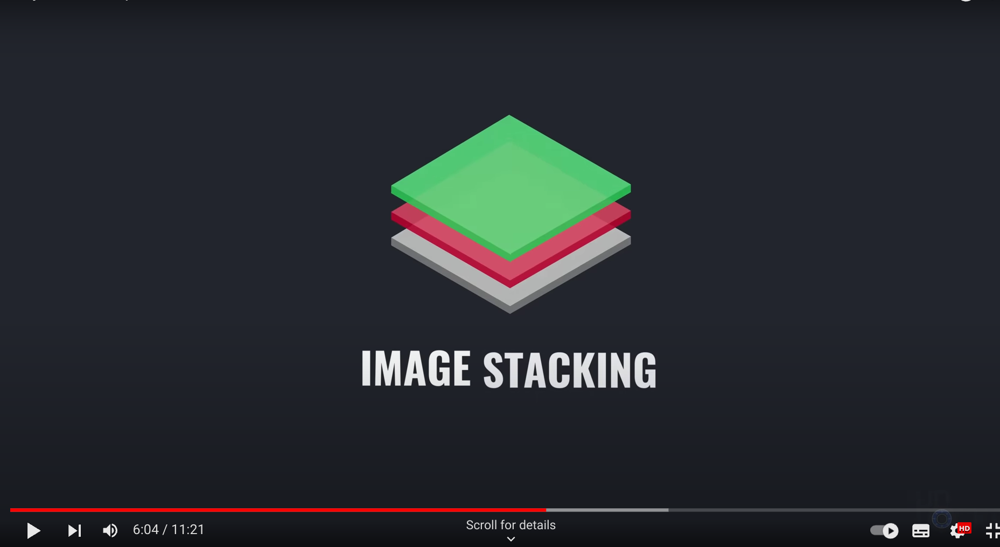 IMAGE STACKING
6:04 / 11:21
Scroll for details
HD